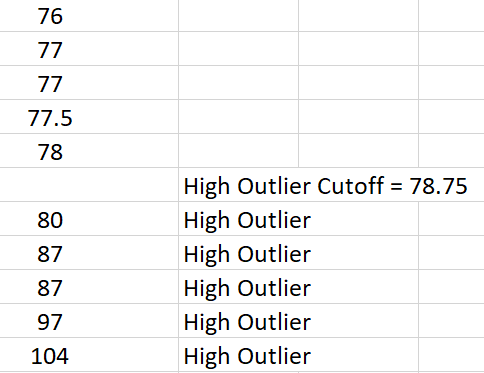 76
77
77
77.5
78
High Outlier Cutoff = 78.75
80 High Outlier
87 High Outlier
87 High Outlier
97 High Outlier
104 High Outlier